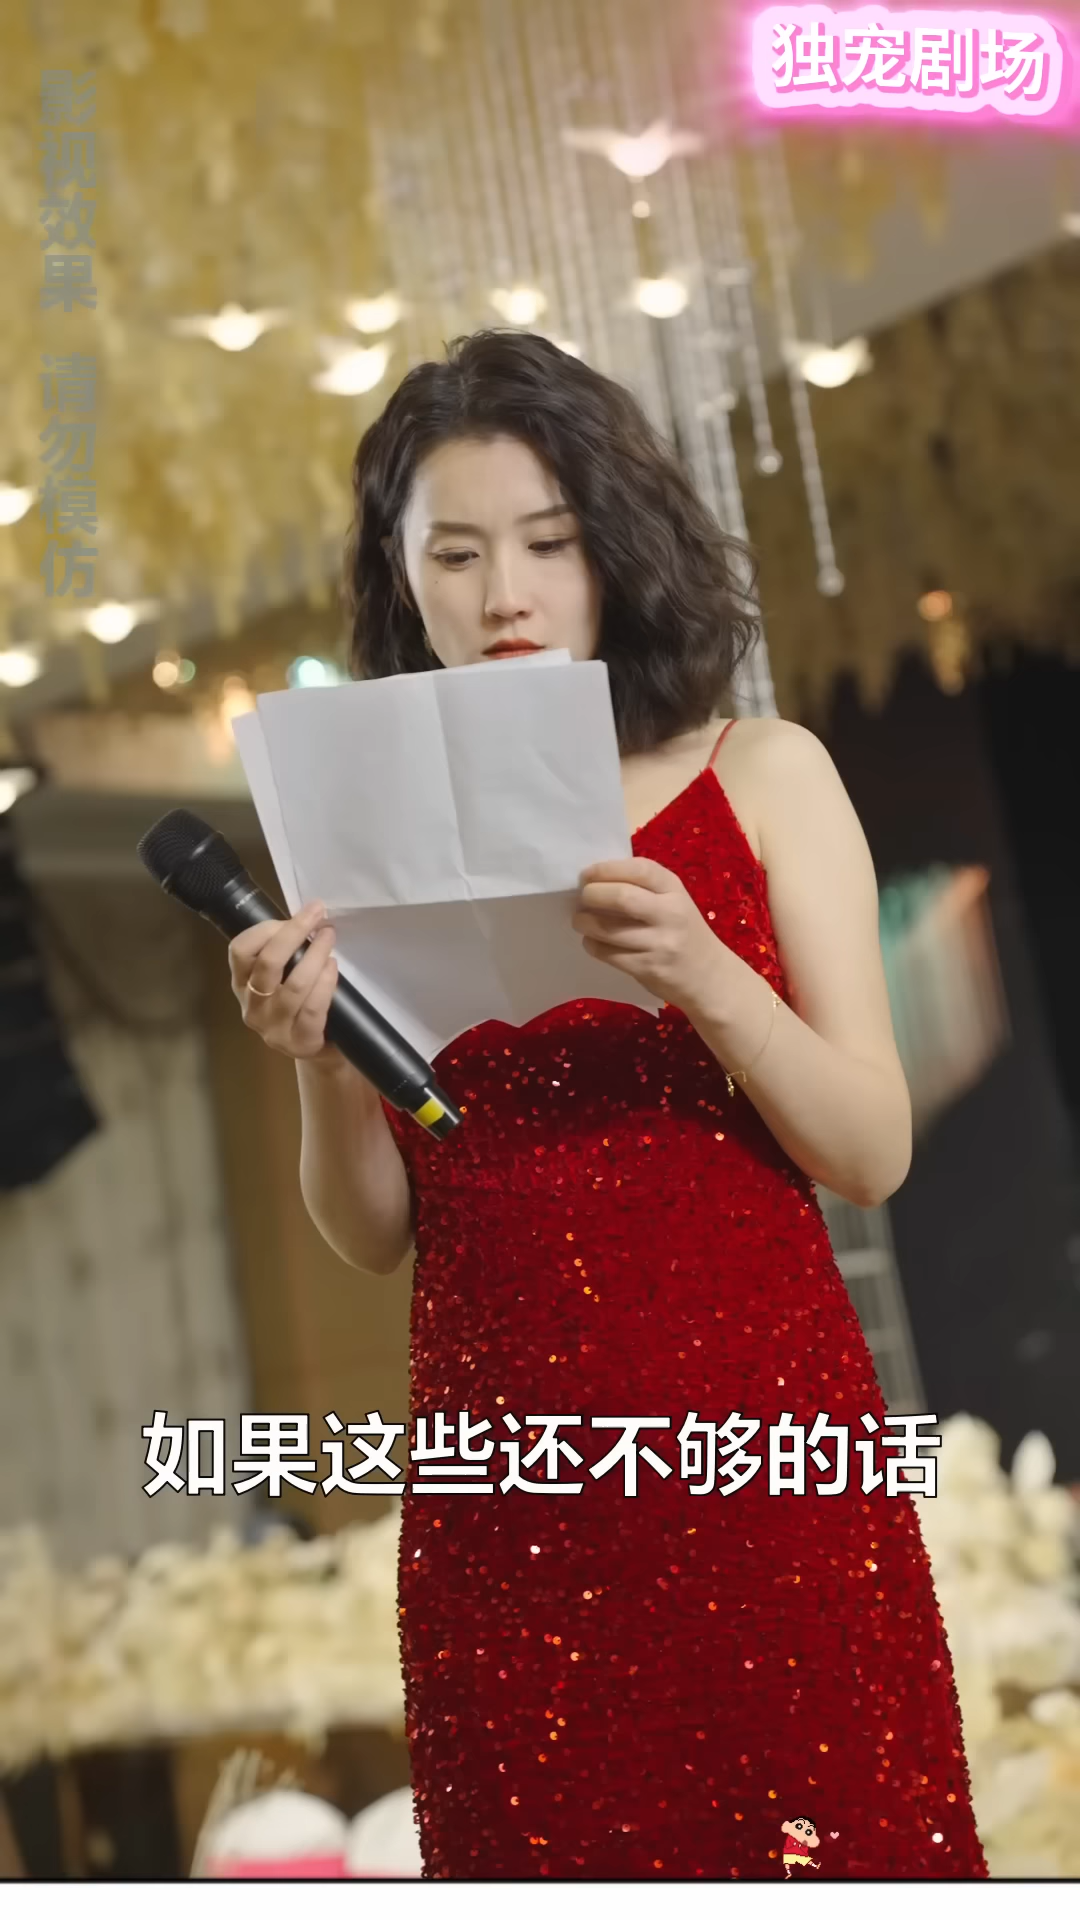 独宠剧场
影视效果 请勿模仿
如果这些还不够的话